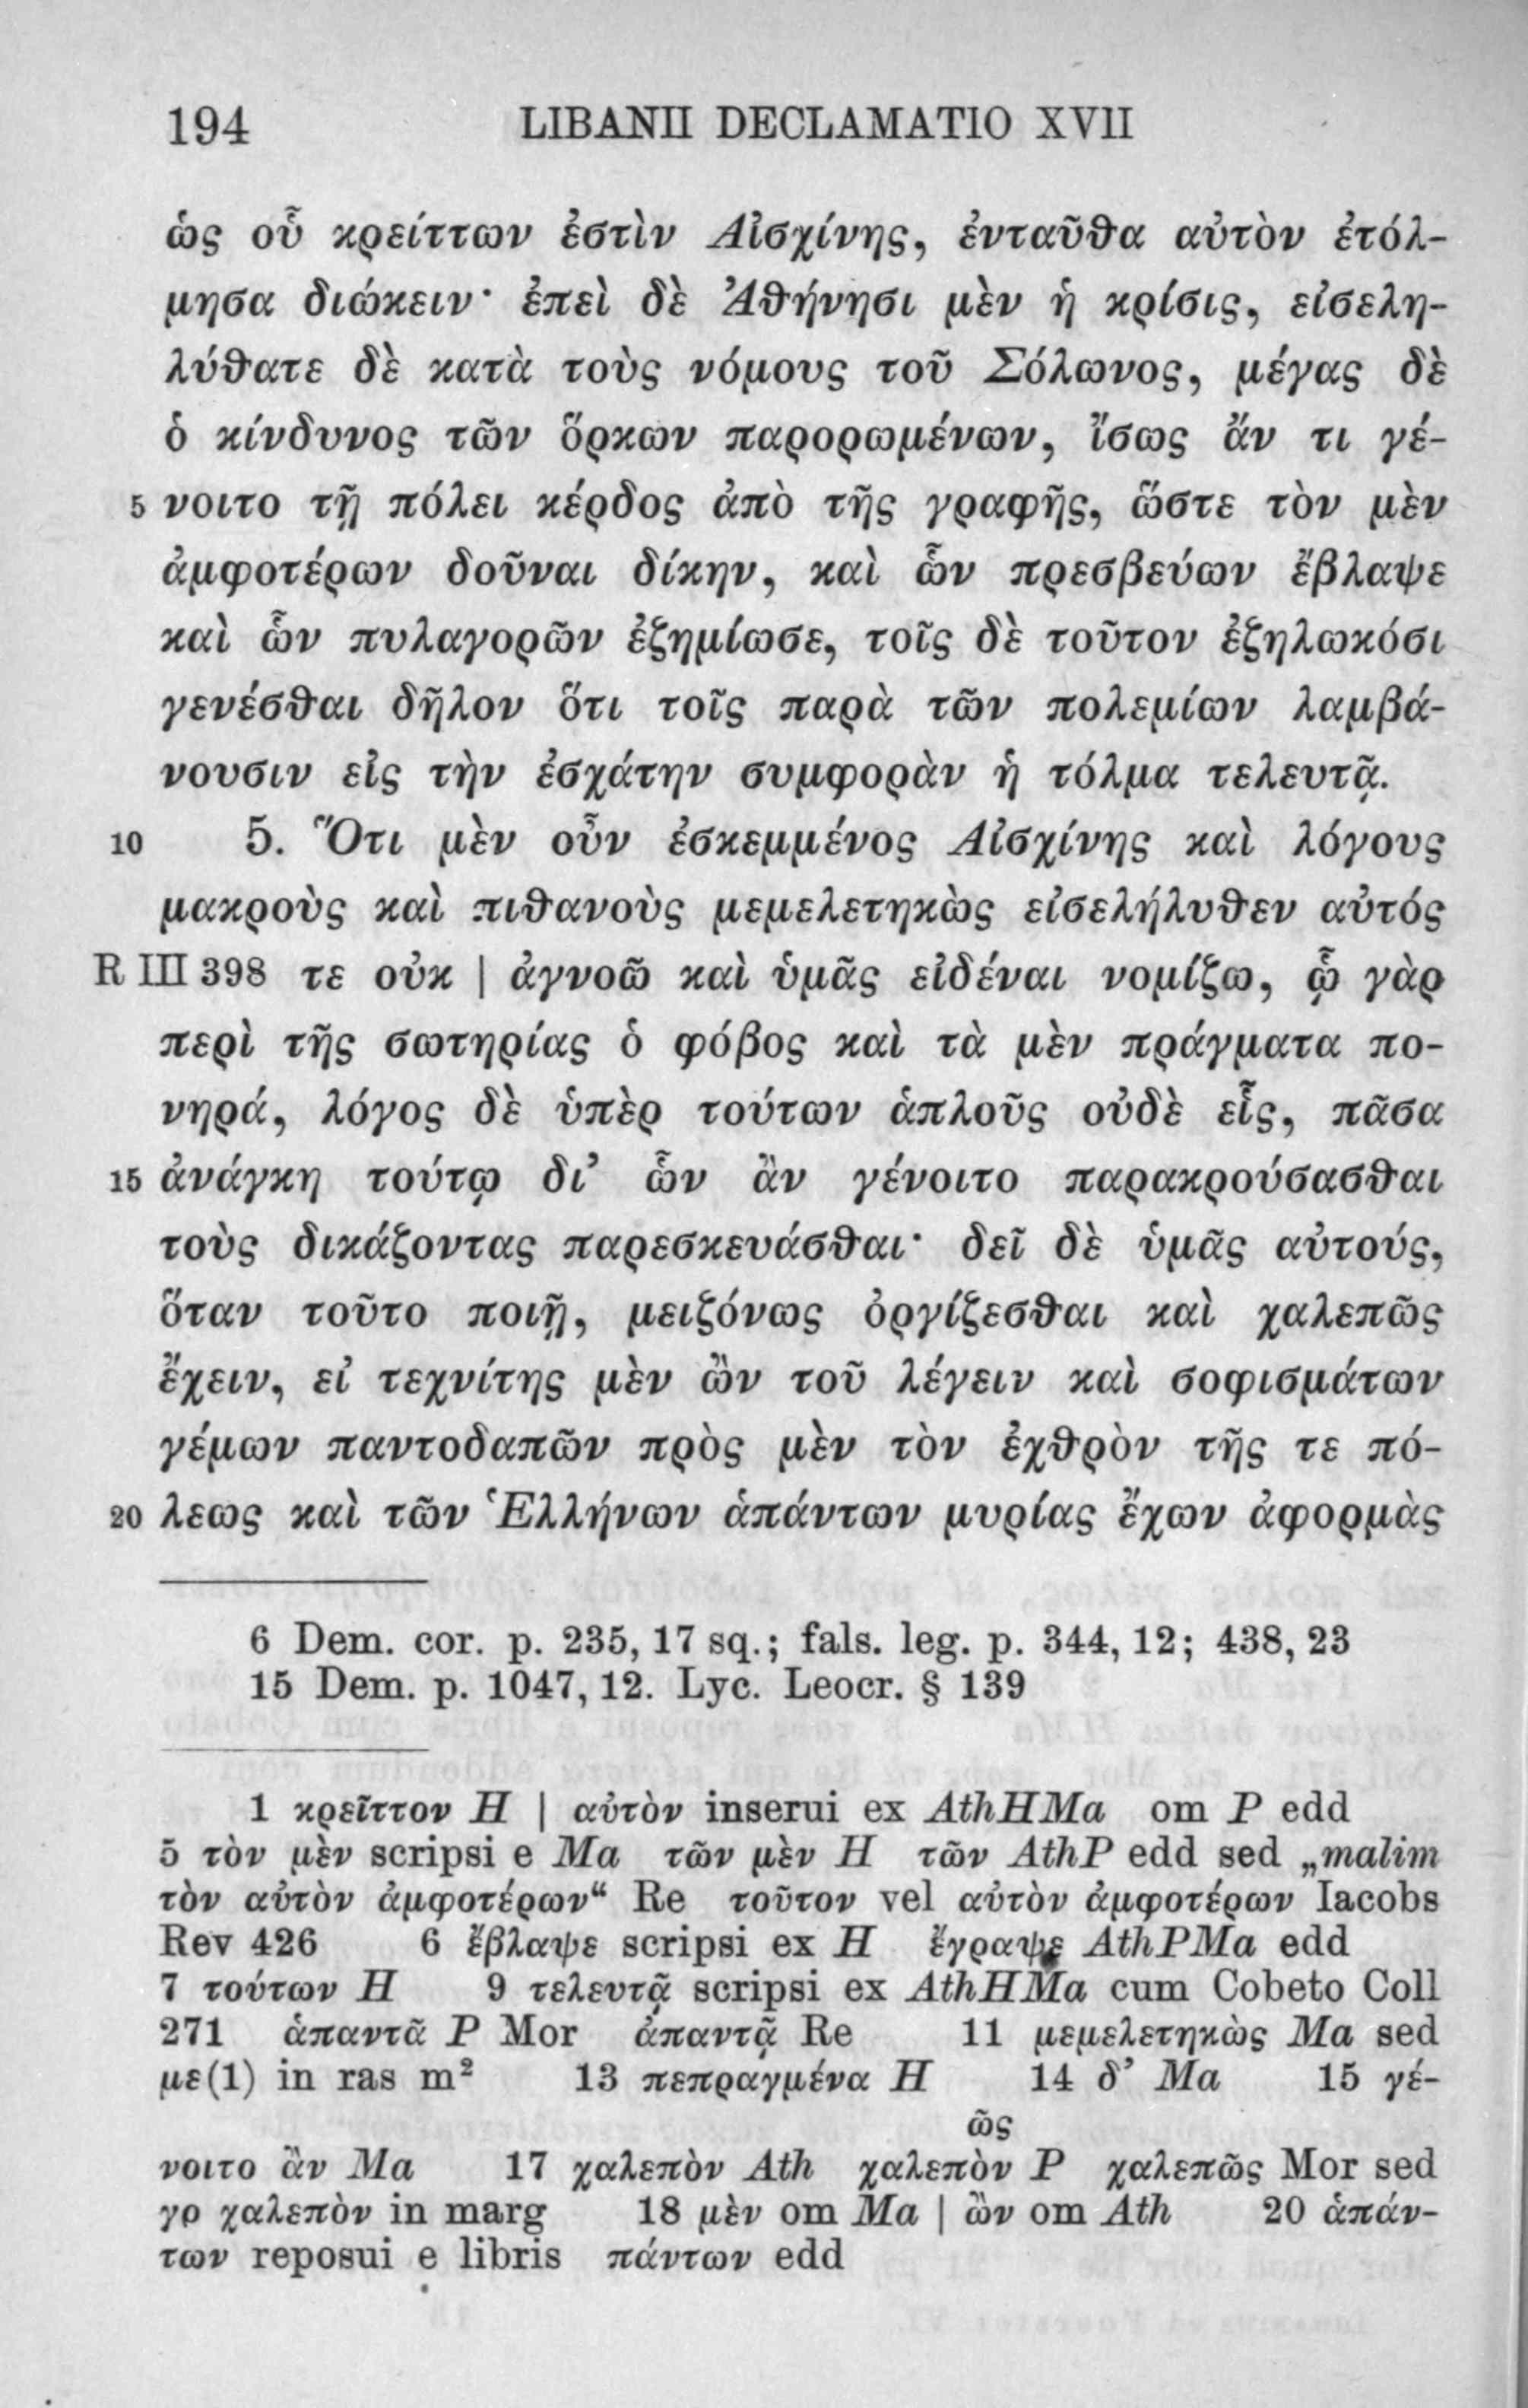 194 LIBANII DECLAMATIO XVII
ὡς οὗ κρείττων ἐστὶν Αἰσχίνης, ἐνταῦθα αὐτὸν ἐτόλ-
μησα διώκειν· ἐπεὶ δὲ Ἀθήνησι μὲν ἡ κρίσις, εἰσελη-
λύθατε δὲ κατὰ τοὺς νόμους τοῦ Σόλωνος, μέγας δὲ
ὁ κίνδυνος τῶν ὅρκων παρορωμένων, ἴσως ἄν τι γέ-
5 νοιτο τῇ πόλει κέρδος ἀπὸ τῆς γραφῆς, ὥστε τὸν μὲν
ἀμφοτέρων δοῦναι δίκην, καὶ ὧν πρεσβεύων ἔβλαψε
καὶ ὧν πυλαγορῶν ἐζημίωσε, τοῖς δὲ τοῦτον ἐζηλωκόσι
γενέσθαι δῆλον ὅτι τοῖς παρὰ τῶν πολεμίων λαμβά-
νουσιν εἰς τὴν ἐσχάτην συμφορὰν ἡ τόλμα τελευτᾷ.
10 5. Ὅτι μὲν οὖν ἐσκεμμένος Αἰσχίνης καὶ λόγους
μακροὺς καὶ πιθανοὺς μεμελετηκὼς εἰσελήλυθεν αὐτός
R III 398 τε οὐκ | ἀγνοῶ καὶ ὑμᾶς εἰδέναι νομίζω, ᾧ γὰρ
περὶ τῆς σωτηρίας ὁ φόβος καὶ τὰ μὲν πράγματα πο-
νηρά, λόγος δὲ ὑπὲρ τούτων ἁπλοῦς οὐδὲ εἷς, πᾶσα
15 ἀνάγκη τούτῳ δι’ ὧν ἂν γένοιτο παρακρούσασθαι
τοὺς δικάζοντας παρεσκευάσθαι· δεῖ δὲ ὑμᾶς αὐτούς,
ὅταν τοῦτο ποιῇ, μειζόνως ὀργίζεσθαι καὶ χαλεπῶς
ἔχειν, εἰ τεχνίτης μὲν ὢν τοῦ λέγειν καὶ σοφισμάτων
γέμων παντοδαπῶν πρὸς μὲν τὸν ἐχθρὸν τῆς τε πό-
20 λεως καὶ τῶν Ἑλλήνων ἁπάντων μυρίας ἔχων ἀφορμὰς
6 Dem. cor. p. 235, 17 sq.; fals. leg. p. 344, 12; 438, 23
15 Dem. p. 1047, 12. Lyc. Leocr. § 139
1 κρεῖττον H | αὐτὸν inserui ex AthHMa om P edd
5 τὸν μὲν scripsi e Ma τῶν μὲν H τῶν AthP edd sed „malim
τὸν αὐτὸν ἀμφοτέρων“ Re τοῦτον vel αὐτὸν ἀμφοτέρων Iacobs
Rev 426 6 ἔβλαψε scripsi ex H ἔγραψε AthPMa edd
7 τούτων H 9 τελευτᾷ scripsi ex AthHMa cum Cobeto Coll
271 ἁπαντᾶ P Mor ἀπαντᾷ Re 11 μεμελετηκὼς Ma sed
με(1) in ras m² 13 πεπραγμένα H 14 δ’ Ma 15 γέ-
ῶς
νοιτο ἂν Ma 17 χαλεπὸν Ath χαλεπὸν P χαλεπῶς Mor sed
γρ χαλεπὸν in marg 18 μὲν om Ma | ὢν om Ath 20 ἁπάν-
των reposui e libris πάντων edd